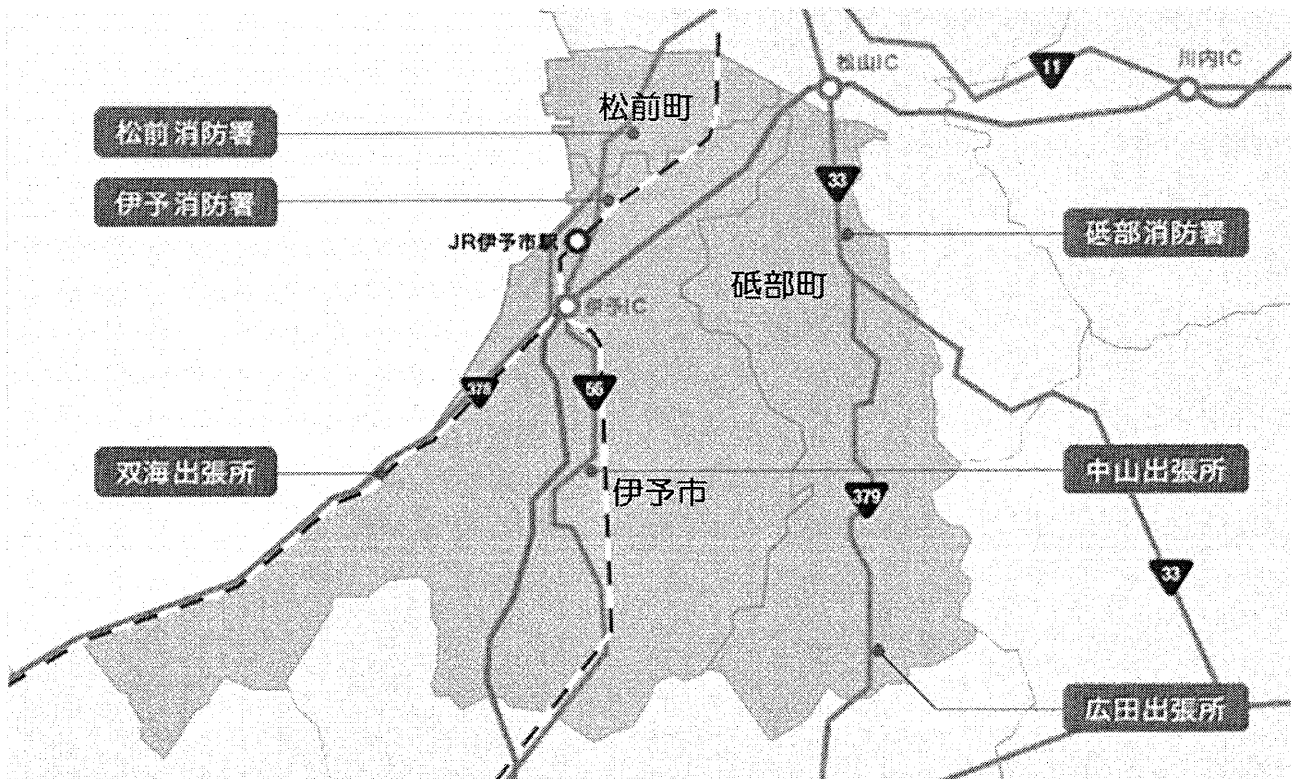 松山IC
11
川内IC
松前町
松前消防署
伊予消防署
33
JR伊予市駅
砥部消防署
砥部町
伊予IC
378
56
双海出張所
中山出張所
伊予市
379
33
広田出張所